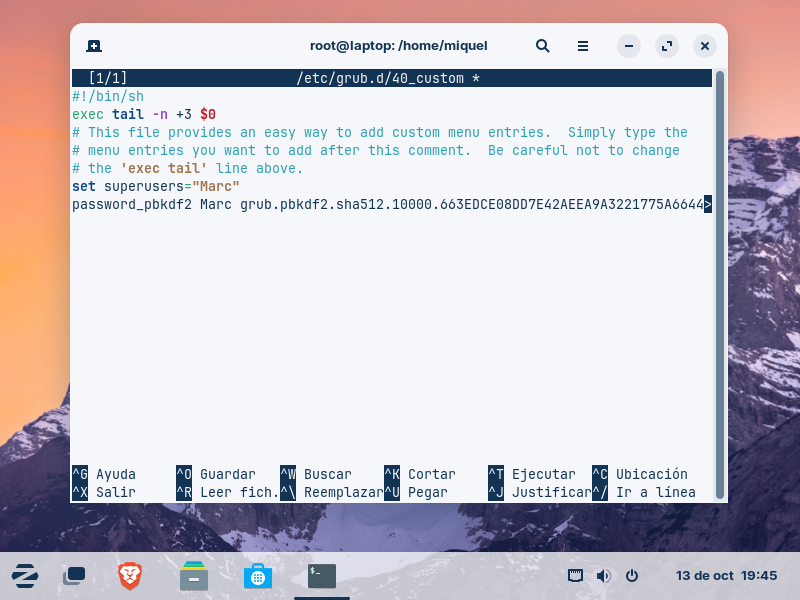 root@laptop: /home/miquel
[1/1] /etc/grub.d/40_custom *
#!/bin/sh
exec tail -n +3 $0
# This file provides an easy way to add custom menu entries.  Simply type the
# menu entries you want to add after this comment.  Be careful not to change
# the 'exec tail' line above.
set superusers="Marc"
password_pbkdf2 Marc grub.pbkdf2.sha512.10000.663EDCE08DD7E42AEEA9A3221775A6644>
^G Ayuda ^O Guardar ^W Buscar ^K Cortar ^T Ejecutar ^C Ubicación
^X Salir ^R Leer fich. ^\ Reemplazar ^U Pegar ^J Justificar ^/ Ir a línea
$_
13 de oct 19:45